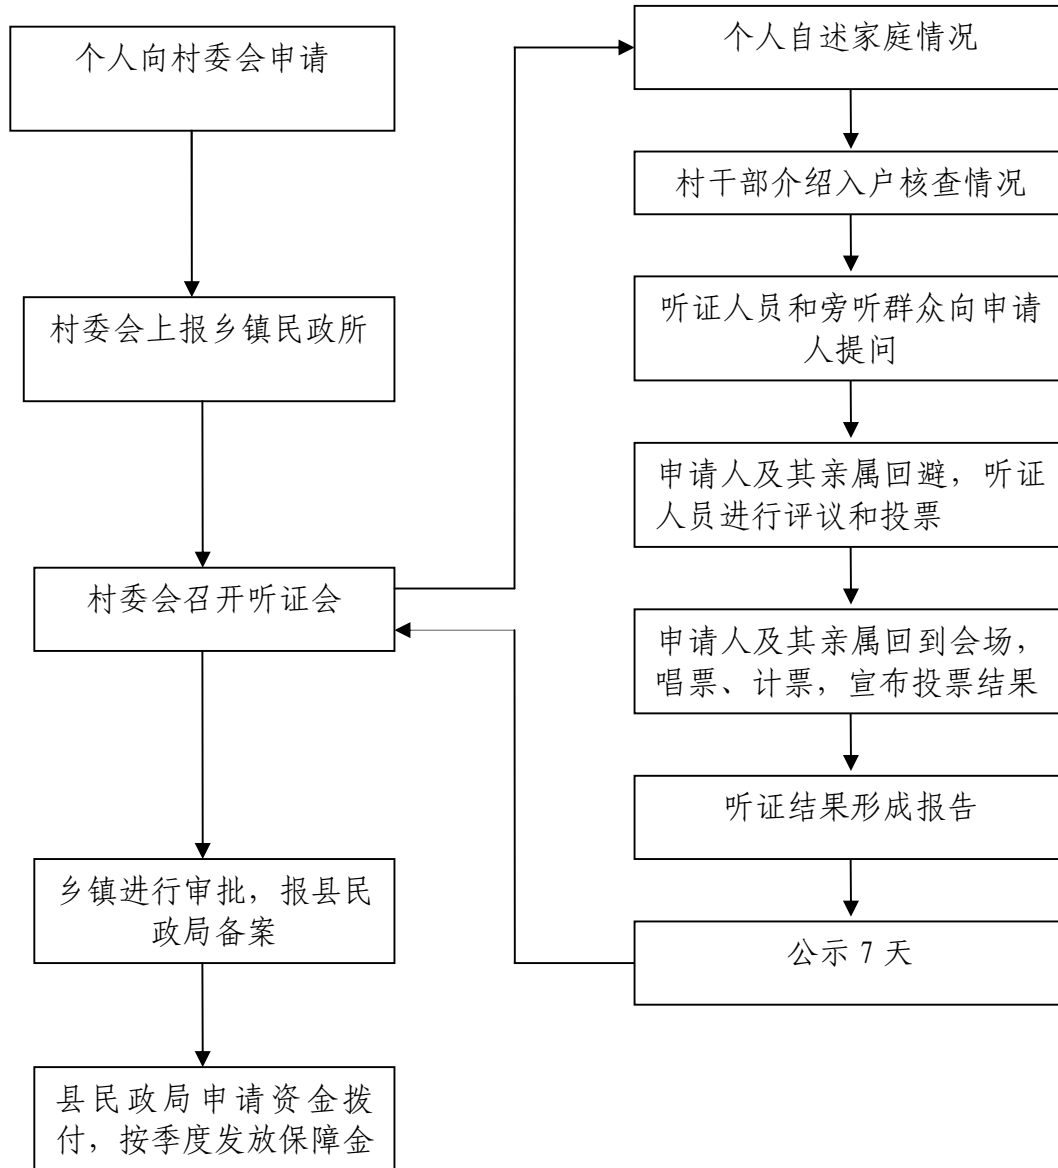 个人向村委会申请
村委会上报乡镇民政所
村委会召开听证会
乡镇进行审批，报县民
政局备案
县民政局申请资金拨
付，按季度发放保障金
个人自述家庭情况
村干部介绍入户核查情况
听证人员和旁听群众向申请
人提问
申请人及其亲属回避，听证
人员进行评议和投票
申请人及其亲属回到会场，
唱票、计票，宣布投票结果
听证结果形成报告
公示 7 天